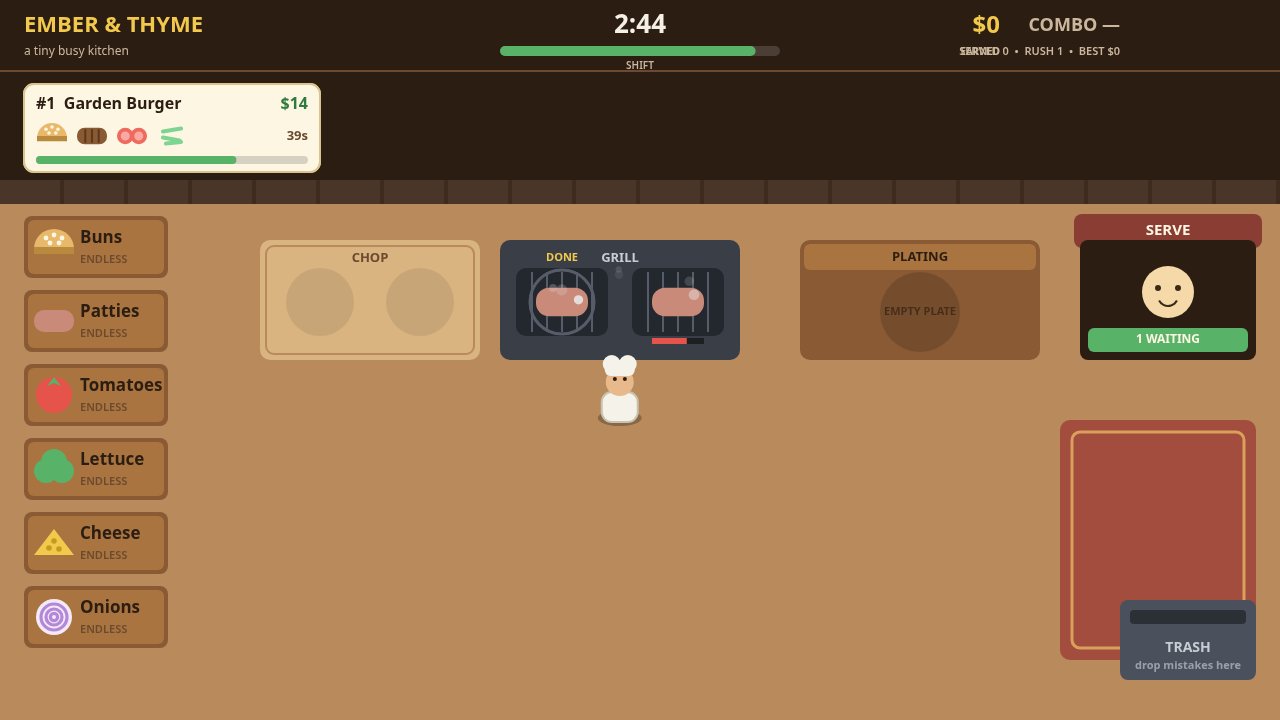 EMBER & THYME
a tiny busy kitchen
2:44
SHIFT
$0 COMBO —
0 • RUSH 1 • BEST $0
#1 Garden Burger $14
39s
Buns
ENDLESS
Patties
ENDLESS
Tomatoes
ENDLESS
Lettuce
ENDLESS
Cheese
ENDLESS
Onions
ENDLESS
CHOP
DONE GRILL
PLATING
EMPTY PLATE
SERVE
1 WAITING
TRASH
drop mistakes here